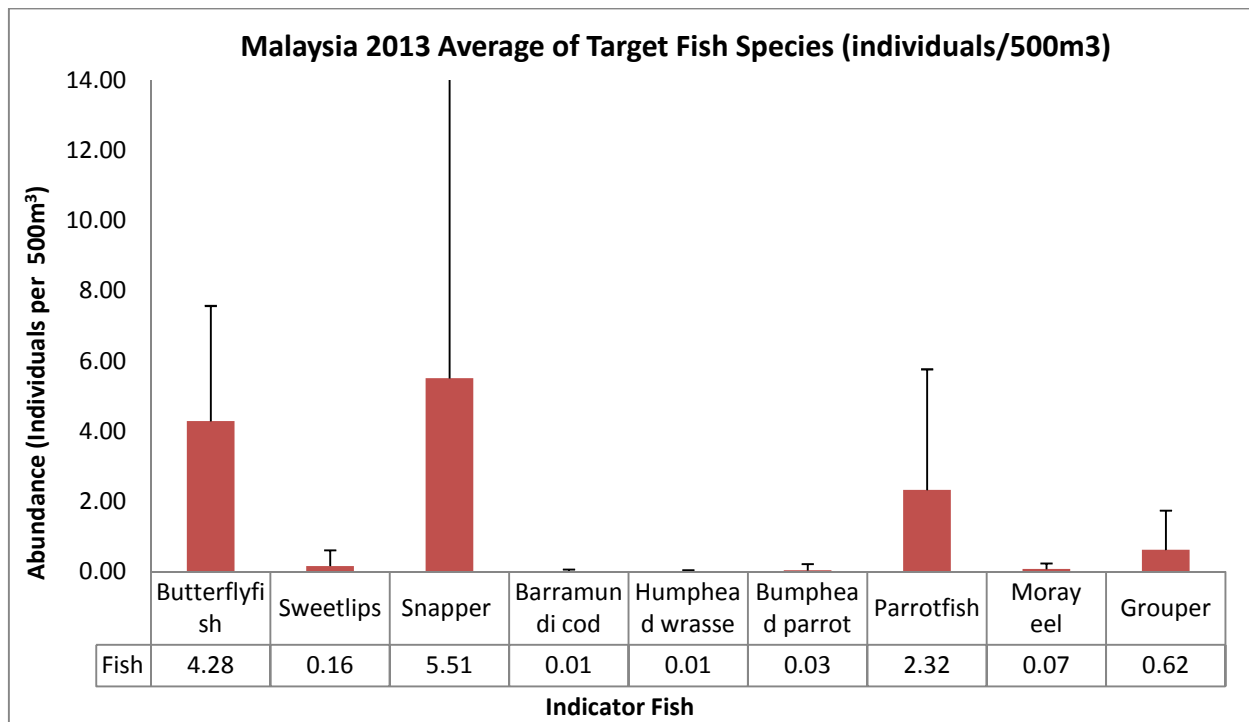 Malaysia 2013 Average of Target Fish Species (individuals/500m3)
Abundance (Individuals per 500m³)
14.00
12.00
10.00
8.00
6.00
4.00
2.00
0.00
Butterflyfi
sh
Sweetlips
Snapper
Barramun
di cod
Humphea
d wrasse
Bumphea
d parrot
Parrotfish
Moray
eel
Grouper
Fish 4.28 0.16 5.51 0.01 0.01 0.03 2.32 0.07 0.62
Indicator Fish